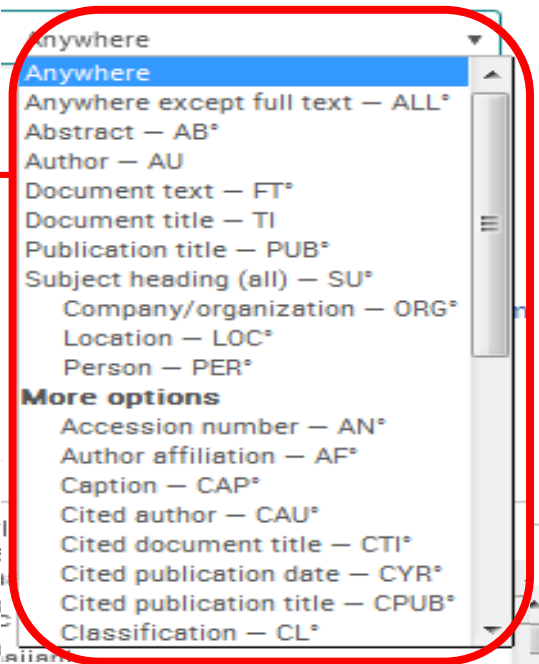 Anywhere
Anywhere
Anywhere except full text — ALL°
Abstract — AB°
Author — AU
Document text — FT°
Document title — TI
Publication title — PUB°
Subject heading (all) — SU°
Company/organization — ORG°
Location — LOC°
Person — PER°
More options
Accession number — AN°
Author affiliation — AF°
Caption — CAP°
Cited author — CAU°
Cited document title — CTI°
Cited publication date — CYR°
Cited publication title — CPUB°
Classification — CL°